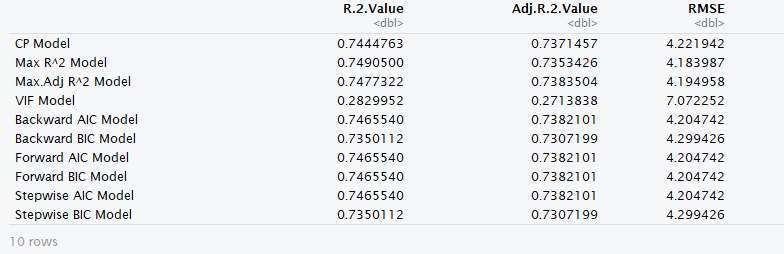 R.2.Value Adj.R.2.Value RMSE
<dbl> <dbl> <dbl>
CP Model 0.7444763 0.7371457 4.221942
Max R^2 Model 0.7490500 0.7353426 4.183987
Max.Adj R^2 Model 0.7477322 0.7383504 4.194958
VIF Model 0.2829952 0.2713838 7.072252
Backward AIC Model 0.7465540 0.7382101 4.204742
Backward BIC Model 0.7350112 0.7307199 4.299426
Forward AIC Model 0.7465540 0.7382101 4.204742
Forward BIC Model 0.7465540 0.7382101 4.204742
Stepwise AIC Model 0.7465540 0.7382101 4.204742
Stepwise BIC Model 0.7350112 0.7307199 4.299426
10 rows